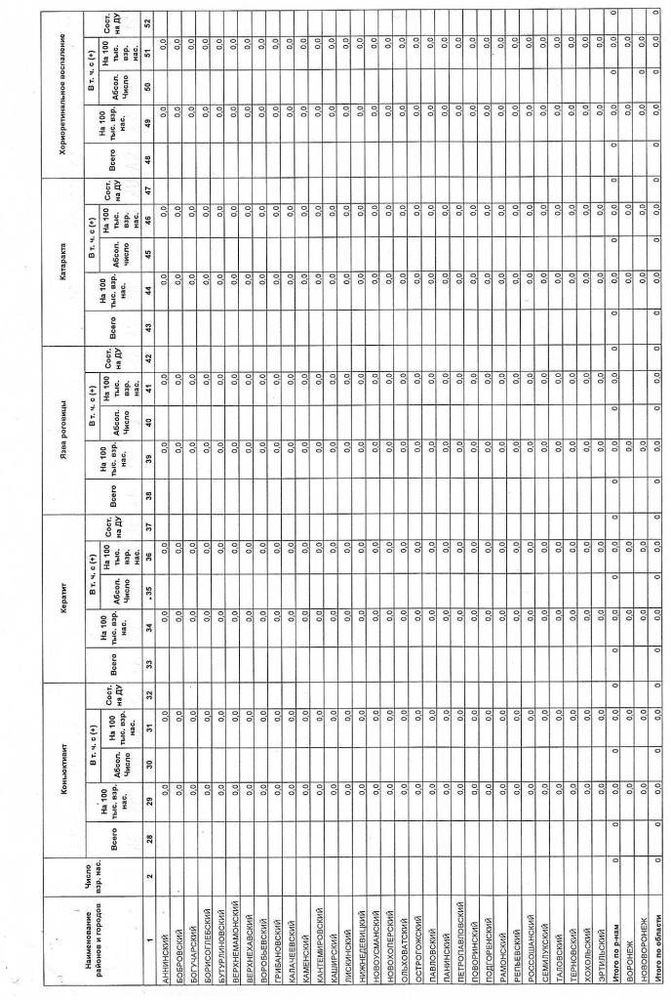 Наименование районов и городов
Число взр. нас.
Конъюктивит
Кератит
Язва роговицы
Катаракта
Хориоретинальное воспаление
Всего
На 100 тыс. взр. нас.
В т. ч. с (+)
Абсол. Число
На 100 тыс. взр. нас.
Сост. на ДУ
Всего
На 100 тыс. взр. нас.
В т. ч. с (+)
Абсол. Число
На 100 тыс. взр. нас.
Сост. на ДУ
Всего
На 100 тыс. взр. нас.
В т. ч. с (+)
Абсол. Число
На 100 тыс. взр. нас.
Сост. на ДУ
Всего
На 100 тыс. взр. нас.
В т. ч. с (+)
Абсол. число
На 100 тыс. взр. нас.
Сост. на ДУ
Всего
На 100 тыс. взр. нас.
В т. ч. с (+)
Абсол. Число
На 100 тыс. взр. нас.
Сост. на ДУ
1 2 28 29 30 31 32 33 34 35 36 37 38 39 40 41 42 43 44 45 46 47 48 49 50 51 52
АННИНСКИЙ 0,0 0,0 0,0 0,0 0,0 0,0 0,0 0,0 0,0 0,0
БОБРОВСКИЙ 0,0 0,0 0,0 0,0 0,0 0,0 0,0 0,0 0,0 0,0
БОГУЧАРСКИЙ 0,0 0,0 0,0 0,0 0,0 0,0 0,0 0,0 0,0 0,0
БОРИСОГЛЕБСКИЙ 0,0 0,0 0,0 0,0 0,0 0,0 0,0 0,0 0,0 0,0
БУТУРЛИНОВСКИЙ 0,0 0,0 0,0 0,0 0,0 0,0 0,0 0,0 0,0 0,0
ВЕРХНЕМАМОНСКИЙ 0,0 0,0 0,0 0,0 0,0 0,0 0,0 0,0 0,0 0,0
ВЕРХНЕХАВСКИЙ 0,0 0,0 0,0 0,0 0,0 0,0 0,0 0,0 0,0 0,0
ВОРОБЬЕВСКИЙ 0,0 0,0 0,0 0,0 0,0 0,0 0,0 0,0 0,0 0,0
ГРИБАНОВСКИЙ 0,0 0,0 0,0 0,0 0,0 0,0 0,0 0,0 0,0 0,0
КАЛАЧЕЕВСКИЙ 0,0 0,0 0,0 0,0 0,0 0,0 0,0 0,0 0,0 0,0
КАМЕНСКИЙ 0,0 0,0 0,0 0,0 0,0 0,0 0,0 0,0 0,0 0,0
КАНТЕМИРОВСКИЙ 0,0 0,0 0,0 0,0 0,0 0,0 0,0 0,0 0,0 0,0
КАШИРСКИЙ 0,0 0,0 0,0 0,0 0,0 0,0 0,0 0,0 0,0 0,0
ЛИСКИНСКИЙ 0,0 0,0 0,0 0,0 0,0 0,0 0,0 0,0 0,0 0,0
НИЖНЕДЕВИЦКИЙ 0,0 0,0 0,0 0,0 0,0 0,0 0,0 0,0 0,0 0,0
НОВОУСМАНСКИЙ 0,0 0,0 0,0 0,0 0,0 0,0 0,0 0,0 0,0 0,0
НОВОХОПЕРСКИЙ 0,0 0,0 0,0 0,0 0,0 0,0 0,0 0,0 0,0 0,0
ОЛЬХОВАТСКИЙ 0,0 0,0 0,0 0,0 0,0 0,0 0,0 0,0 0,0 0,0
ОСТРОГОЖСКИЙ 0,0 0,0 0,0 0,0 0,0 0,0 0,0 0,0 0,0 0,0
ПАВЛОВСКИЙ 0,0 0,0 0,0 0,0 0,0 0,0 0,0 0,0 0,0 0,0
ПАНИНСКИЙ 0,0 0,0 0,0 0,0 0,0 0,0 0,0 0,0 0,0 0,0
ПЕТРОПАВЛОВСКИЙ 0,0 0,0 0,0 0,0 0,0 0,0 0,0 0,0 0,0 0,0
ПОВОРИНСКИЙ 0,0 0,0 0,0 0,0 0,0 0,0 0,0 0,0 0,0 0,0
ПОДГОРЕНСКИЙ 0,0 0,0 0,0 0,0 0,0 0,0 0,0 0,0 0,0 0,0
РАМОНСКИЙ 0,0 0,0 0,0 0,0 0,0 0,0 0,0 0,0 0,0 0,0
РЕПЬЕВСКИЙ 0,0 0,0 0,0 0,0 0,0 0,0 0,0 0,0 0,0 0,0
РОССОШАНСКИЙ 0,0 0,0 0,0 0,0 0,0 0,0 0,0 0,0 0,0 0,0
СЕМИЛУКСКИЙ 0,0 0,0 0,0 0,0 0,0 0,0 0,0 0,0 0,0 0,0
ТАЛОВСКИЙ 0,0 0,0 0,0 0,0 0,0 0,0 0,0 0,0 0,0 0,0
ТЕРНОВСКИЙ 0,0 0,0 0,0 0,0 0,0 0,0 0,0 0,0 0,0 0,0
ХОХОЛЬСКИЙ 0,0 0,0 0,0 0,0 0,0 0,0 0,0 0,0 0,0 0,0
ЭРТИЛЬСКИЙ 0,0 0,0 0,0 0,0 0,0 0,0 0,0 0,0 0,0 0,0
Итого по р-нам 0 0 0,0 0 0,0 0 0 0,0 0 0,0 0 0 0,0 0 0,0 0 0 0,0 0 0,0 0 0 0,0 0 0,0 0
ВОРОНЕЖ 0,0 0,0 0,0 0,0 0,0 0,0 0,0 0,0 0,0
НОВОВОРОНЕЖ 0,0 0,0 0,0 0,0 0,0 0,0 0,0 0,0 0,0
Итого по области 0 0 0,0 0 0,0 0 0 0,0 0 0,0 0 0 0,0 0 0,0 0 0 0,0 0 0,0 0 0 0,0 0 0,0 0